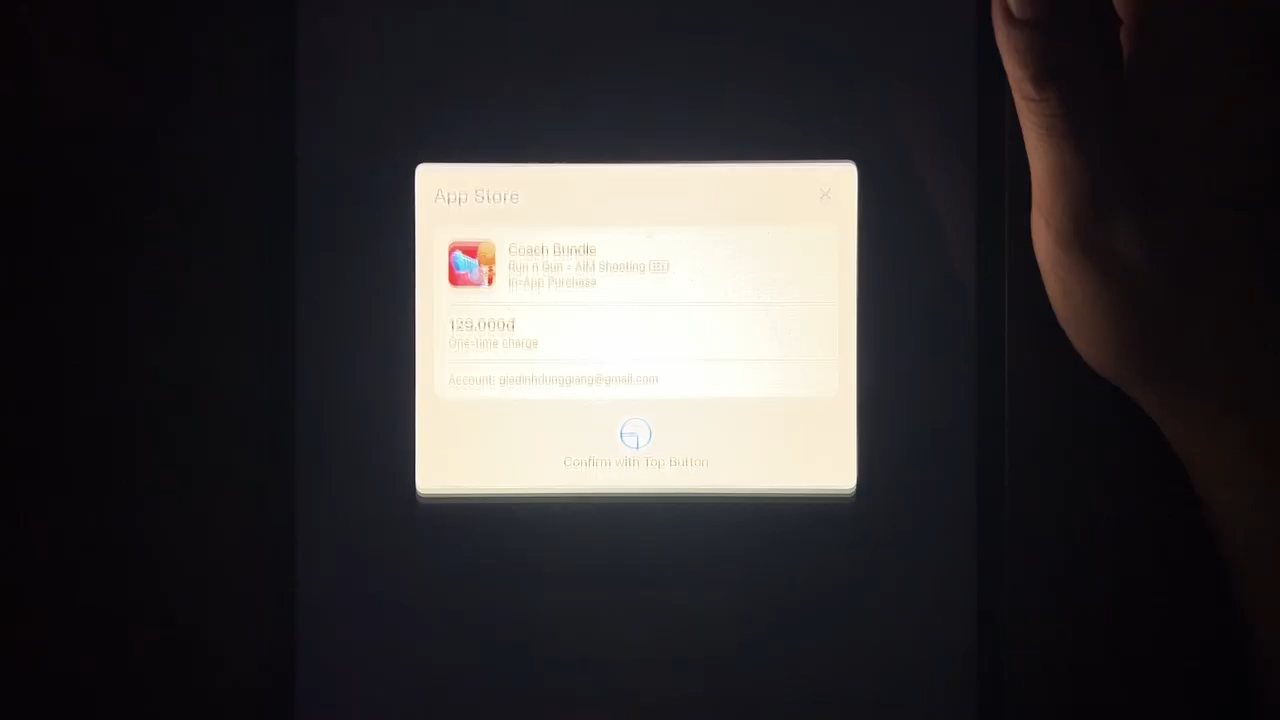 App Store
Coach Bundle
Run n Gun - AIM Shooting
In-App Purchase
129.000đ
One-time charge
Account: giadinhdunggiang@gmail.com
Confirm with Top Button